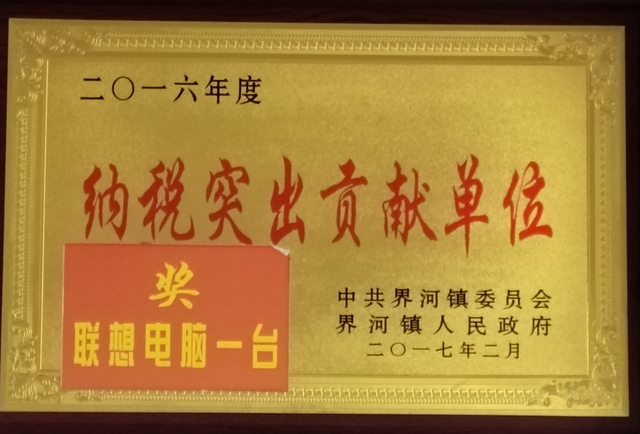 二〇一六年度
纳税突出贡献单位
奖
联想电脑一台
中共界河镇委员会
界河镇人民政府
二〇一七年二月